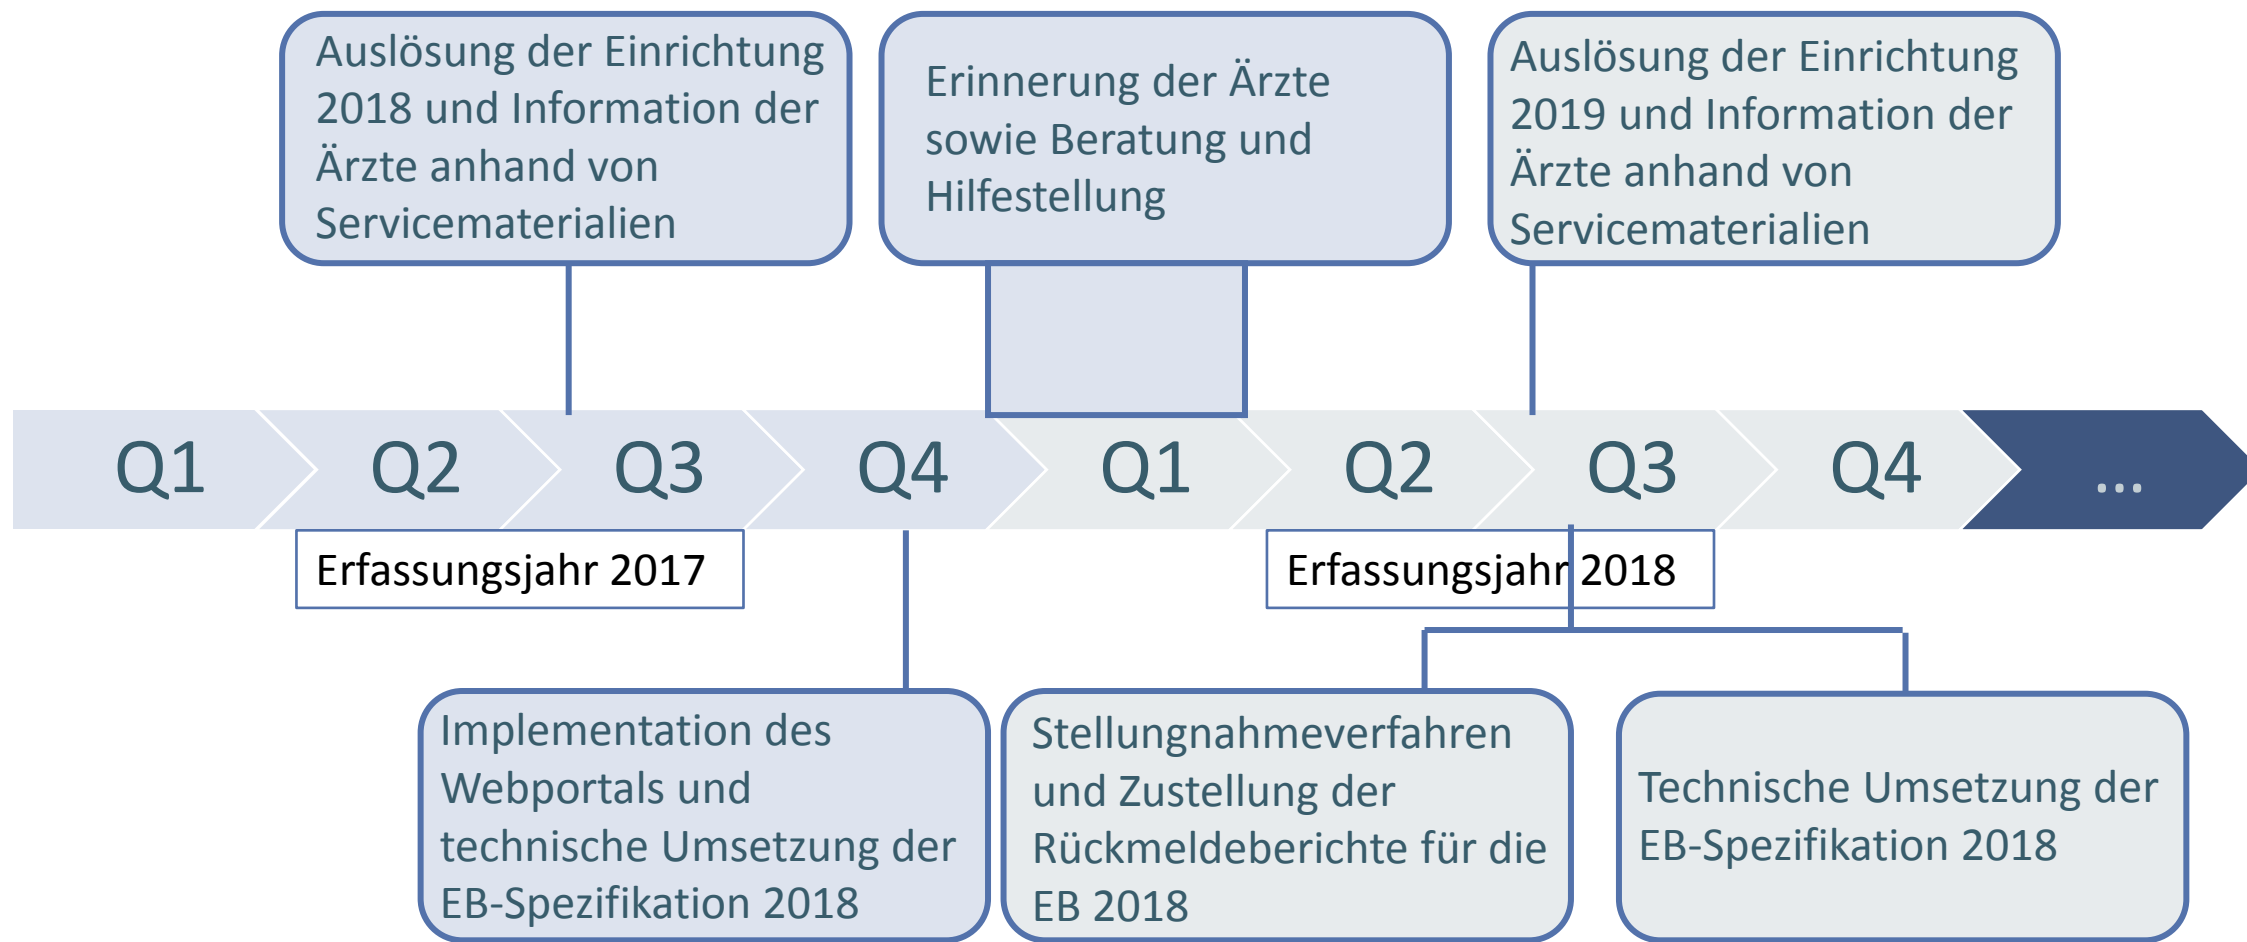 Auslösung der Einrichtung
2018 und Information der
Ärzte anhand von
Servicematerialien
Erinnerung der Ärzte
sowie Beratung und
Hilfestellung
Auslösung der Einrichtung
2019 und Information der
Ärzte anhand von
Servicematerialien
Q1
Q2
Q3
Q4
Q1
Q2
Q3
Q4
...
Erfassungsjahr 2017
Erfassungsjahr 2018
Implementation des
Webportals und
technische Umsetzung der
EB-Spezifikation 2018
Stellungnahmeverfahren
und Zustellung der
Rückmeldeberichte für die
EB 2018
Technische Umsetzung der
EB-Spezifikation 2018